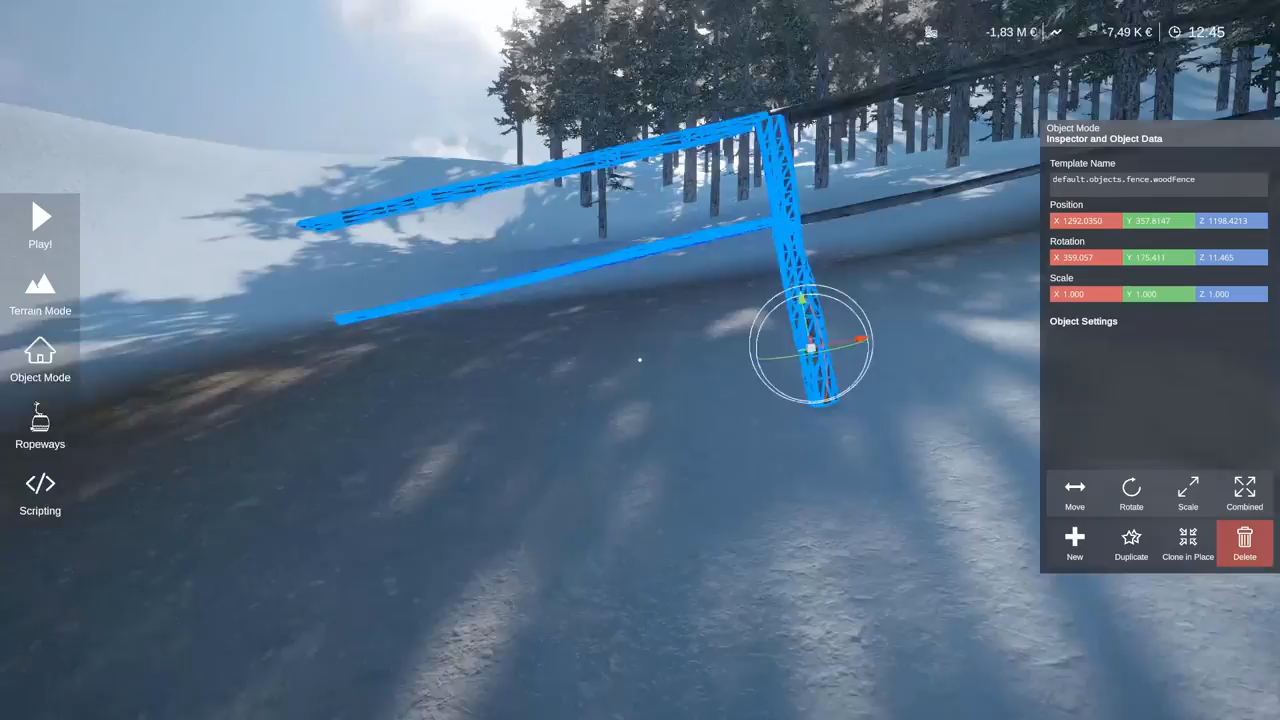 -1,83 M €
-7,49 K €
12:45
Play!
Terrain Mode
Object Mode
Ropeways
Scripting
Object Mode
Inspector and Object Data
Template Name
default.objects.fence.woodFence
Position
X 1292.0350 Y 357.8147 Z 1198.4213
Rotation
X 359.057 Y 175.411 Z 11.465
Scale
X 1.000 Y 1.000 Z 1.000
Object Settings
Move Rotate Scale Combined
New Duplicate Clone in Place Delete